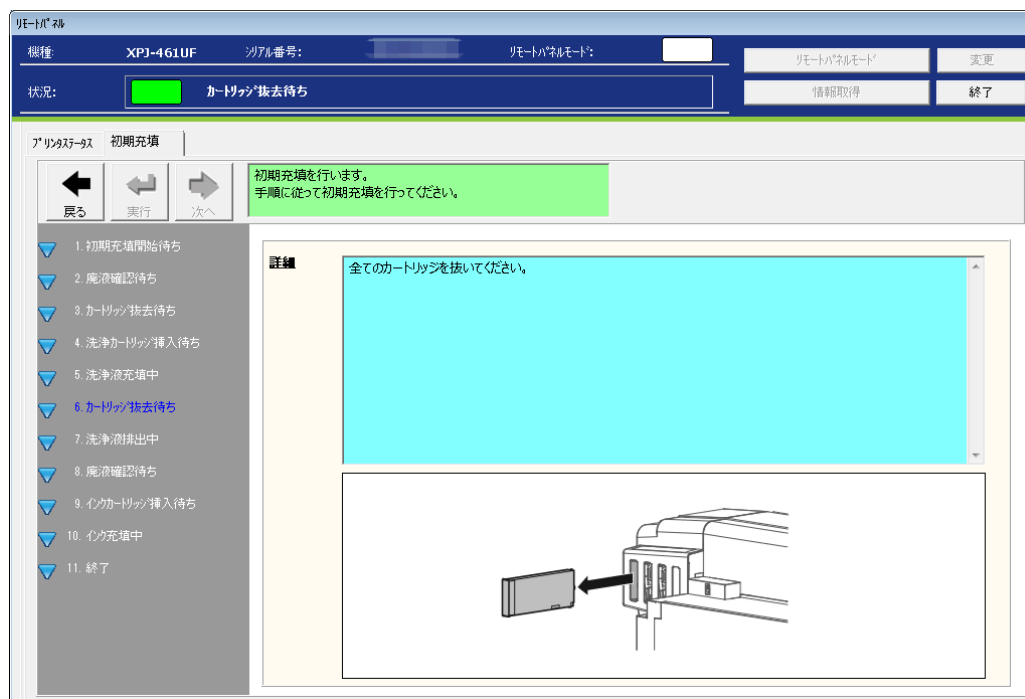 リモートパネル
機種: XPJ-461UF シリアル番号: リモートパネルモード: リモートパネルモード 変更
状況: カートリッジ抜去待ち 情報取得 終了
プリンタステータス 初期充填
戻る 実行 次へ
初期充填を行います。
手順に従って初期充填を行ってください。
1. 初期充填開始待ち
2. 廃液確認待ち
3. カートリッジ抜去待ち
4. 洗浄カートリッジ挿入待ち
5. 洗浄液充填中
6. カートリッジ抜去待ち
7. 洗浄液排出中
8. 廃液確認待ち
9. インクカートリッジ挿入待ち
10. インク充填中
11. 終了
詳細
全てのカートリッジを抜いてください。